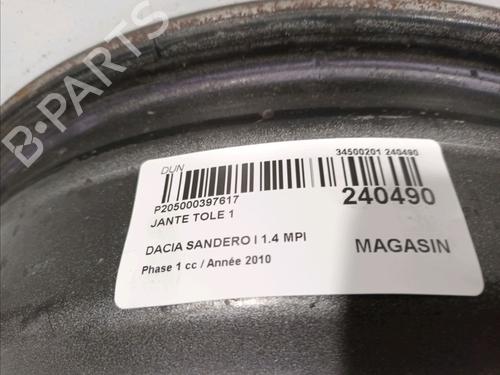 B-PARTS
DUN
34500201 240490
P205000397617
240490
JANTE TOLE 1
DACIA SANDERO I 1.4 MPI
MAGASIN
Phase 1 cc / Année 2010